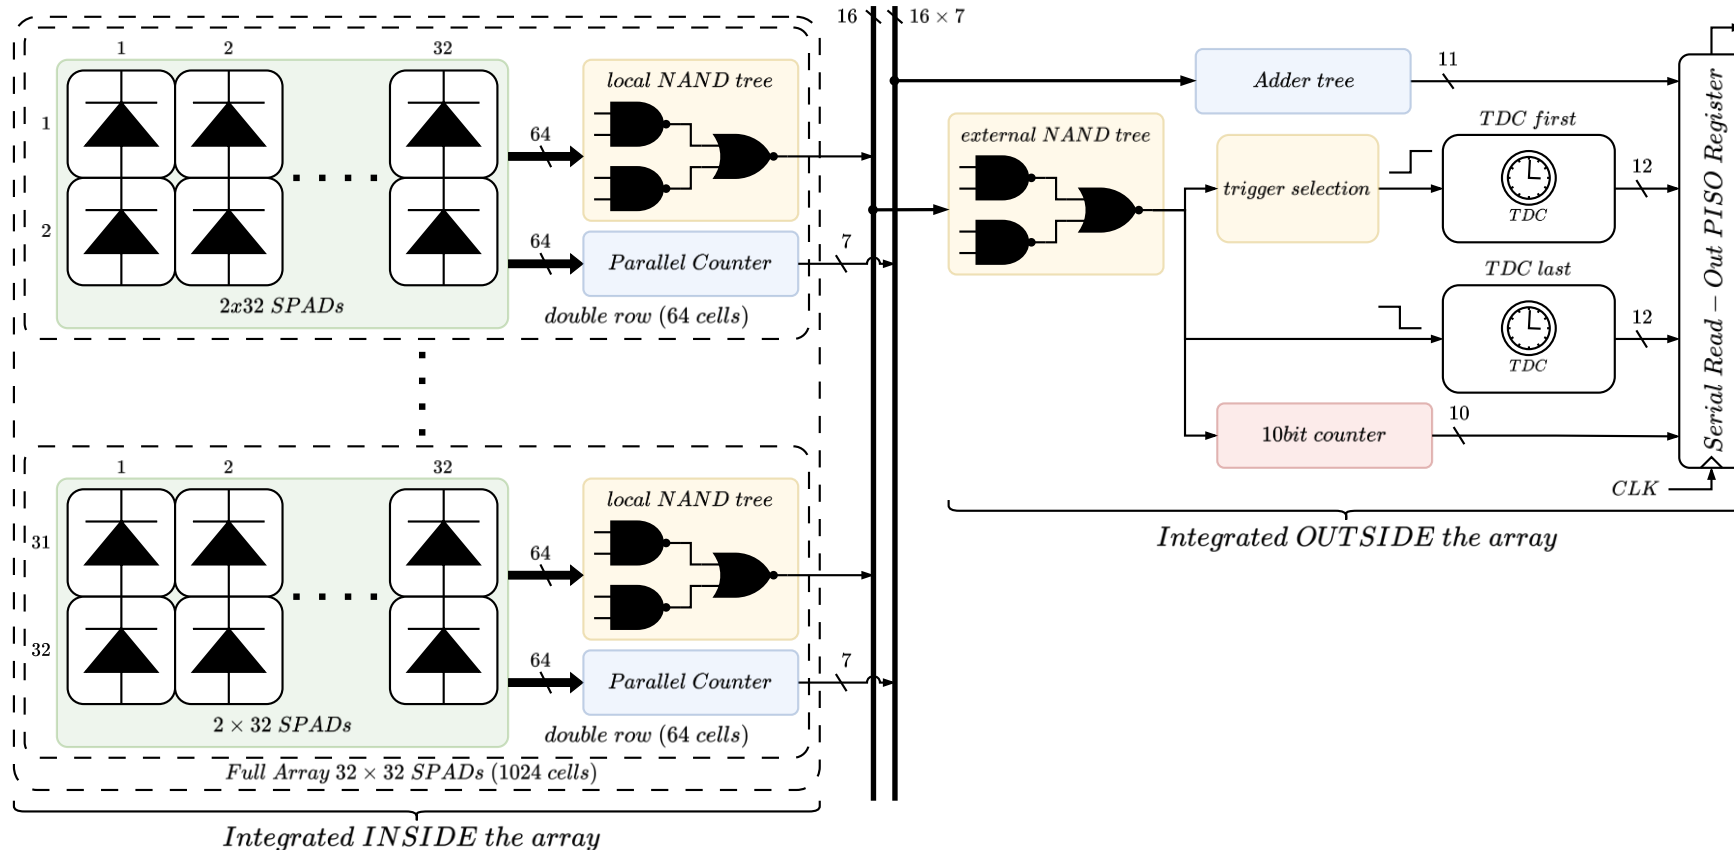 16
16 × 7
1
2
32
local NAND tree
1
64
2
64
Parallel Counter
7
2x32 SPADs
double row (64 cells)
1
2
32
local NAND tree
31
64
32
64
Parallel Counter
7
2 × 32 SPADs
double row (64 cells)
Full Array 32 × 32 SPADs (1024 cells)
Integrated INSIDE the array
Adder tree
11
external NAND tree
trigger selection
TDC first
TDC
12
TDC last
TDC
12
10bit counter
10
Serial Read − Out PISO Register
CLK
Integrated OUTSIDE the array